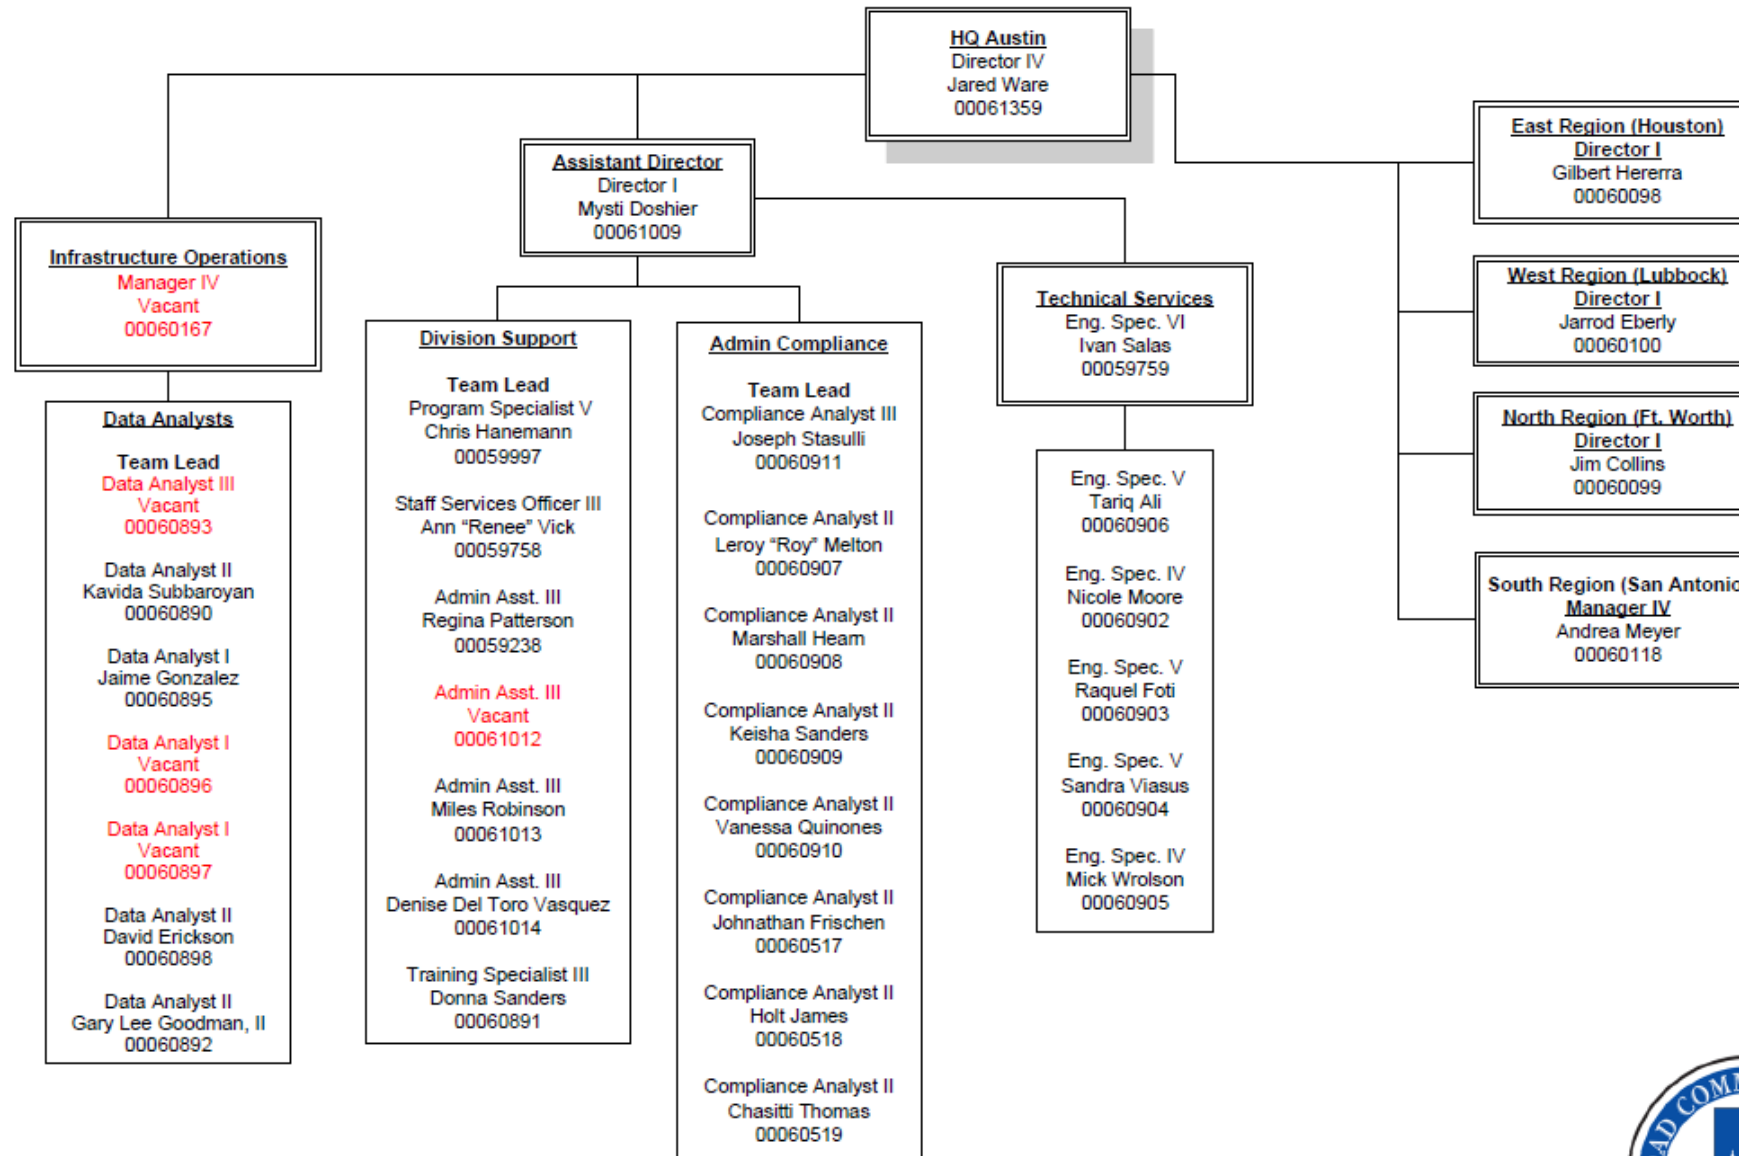 HQ Austin
Director IV
Jared Ware
00061359
Assistant Director
Director I
Mysti Doshier
00061009
Infrastructure Operations
Manager IV
Vacant
00060167
Data Analysts
Team Lead
Data Analyst III
Vacant
00060893
Data Analyst II
Kavida Subbaroyan
00060890
Data Analyst I
Jaime Gonzalez
00060895
Data Analyst I
Vacant
00060896
Data Analyst I
Vacant
00060897
Data Analyst II
David Erickson
00060898
Data Analyst II
Gary Lee Goodman, II
00060892
Division Support
Team Lead
Program Specialist V
Chris Hanemann
00059997
Staff Services Officer III
Ann “Renee” Vick
00059758
Admin Asst. III
Regina Patterson
00059238
Admin Asst. III
Vacant
00061012
Admin Asst. III
Miles Robinson
00061013
Admin Asst. III
Denise Del Toro Vasquez
00061014
Training Specialist III
Donna Sanders
00060891
Admin Compliance
Team Lead
Compliance Analyst III
Joseph Stasulli
00060911
Compliance Analyst II
Leroy “Roy” Melton
00060907
Compliance Analyst II
Marshall Hearn
00060908
Compliance Analyst II
Keisha Sanders
00060909
Compliance Analyst II
Vanessa Quinones
00060910
Compliance Analyst II
Johnathan Frischen
00060517
Compliance Analyst II
Holt James
00060518
Compliance Analyst II
Chasitti Thomas
00060519
Technical Services
Eng. Spec. VI
Ivan Salas
00059759
Eng. Spec. V
Tariq Ali
00060906
Eng. Spec. IV
Nicole Moore
00060902
Eng. Spec. V
Raquel Foti
00060903
Eng. Spec. V
Sandra Viasus
00060904
Eng. Spec. IV
Mick Wrolson
00060905
East Region (Houston)
Director I
Gilbert Hererra
00060098
West Region (Lubbock)
Director I
Jarrod Eberly
00060100
North Region (Ft. Worth)
Director I
Jim Collins
00060099
South Region (San Antonio
Manager IV
Andrea Meyer
00060118